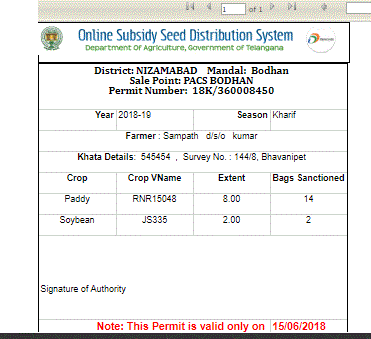 1 of 1
Online Subsidy Seed Distribution System
Department of Agriculture, Government of Telangana
District: NIZAMABAD Mandal: Bodhan
Sale Point: PACS BODHAN
Permit Number: 18K/360008450
Year 2018-19 Season Kharif
Farmer : Sampath d/s/o kumar
Khata Details: 545454 , Survey No. : 144/8, Bhavanipet
Crop Crop VName Extent Bags Sanctioned
Paddy RNR15048 8.00 14
Soybean JS335 2.00 2
Signature of Authority
Note: This Permit is valid only on 15/06/2018